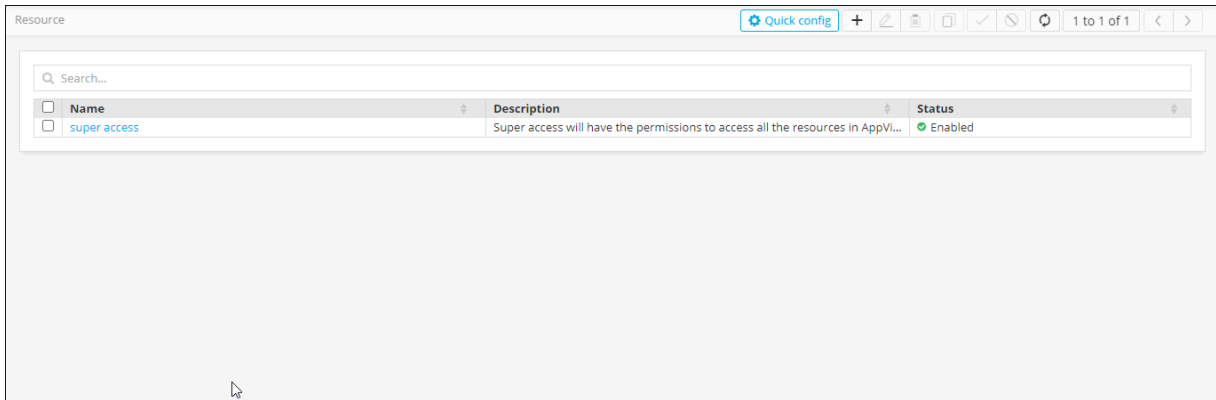 Resource
Quick config
1 to 1 of 1
Search...
Name Description Status
super access Super access will have the permissions to access all the resources in AppVi... Enabled